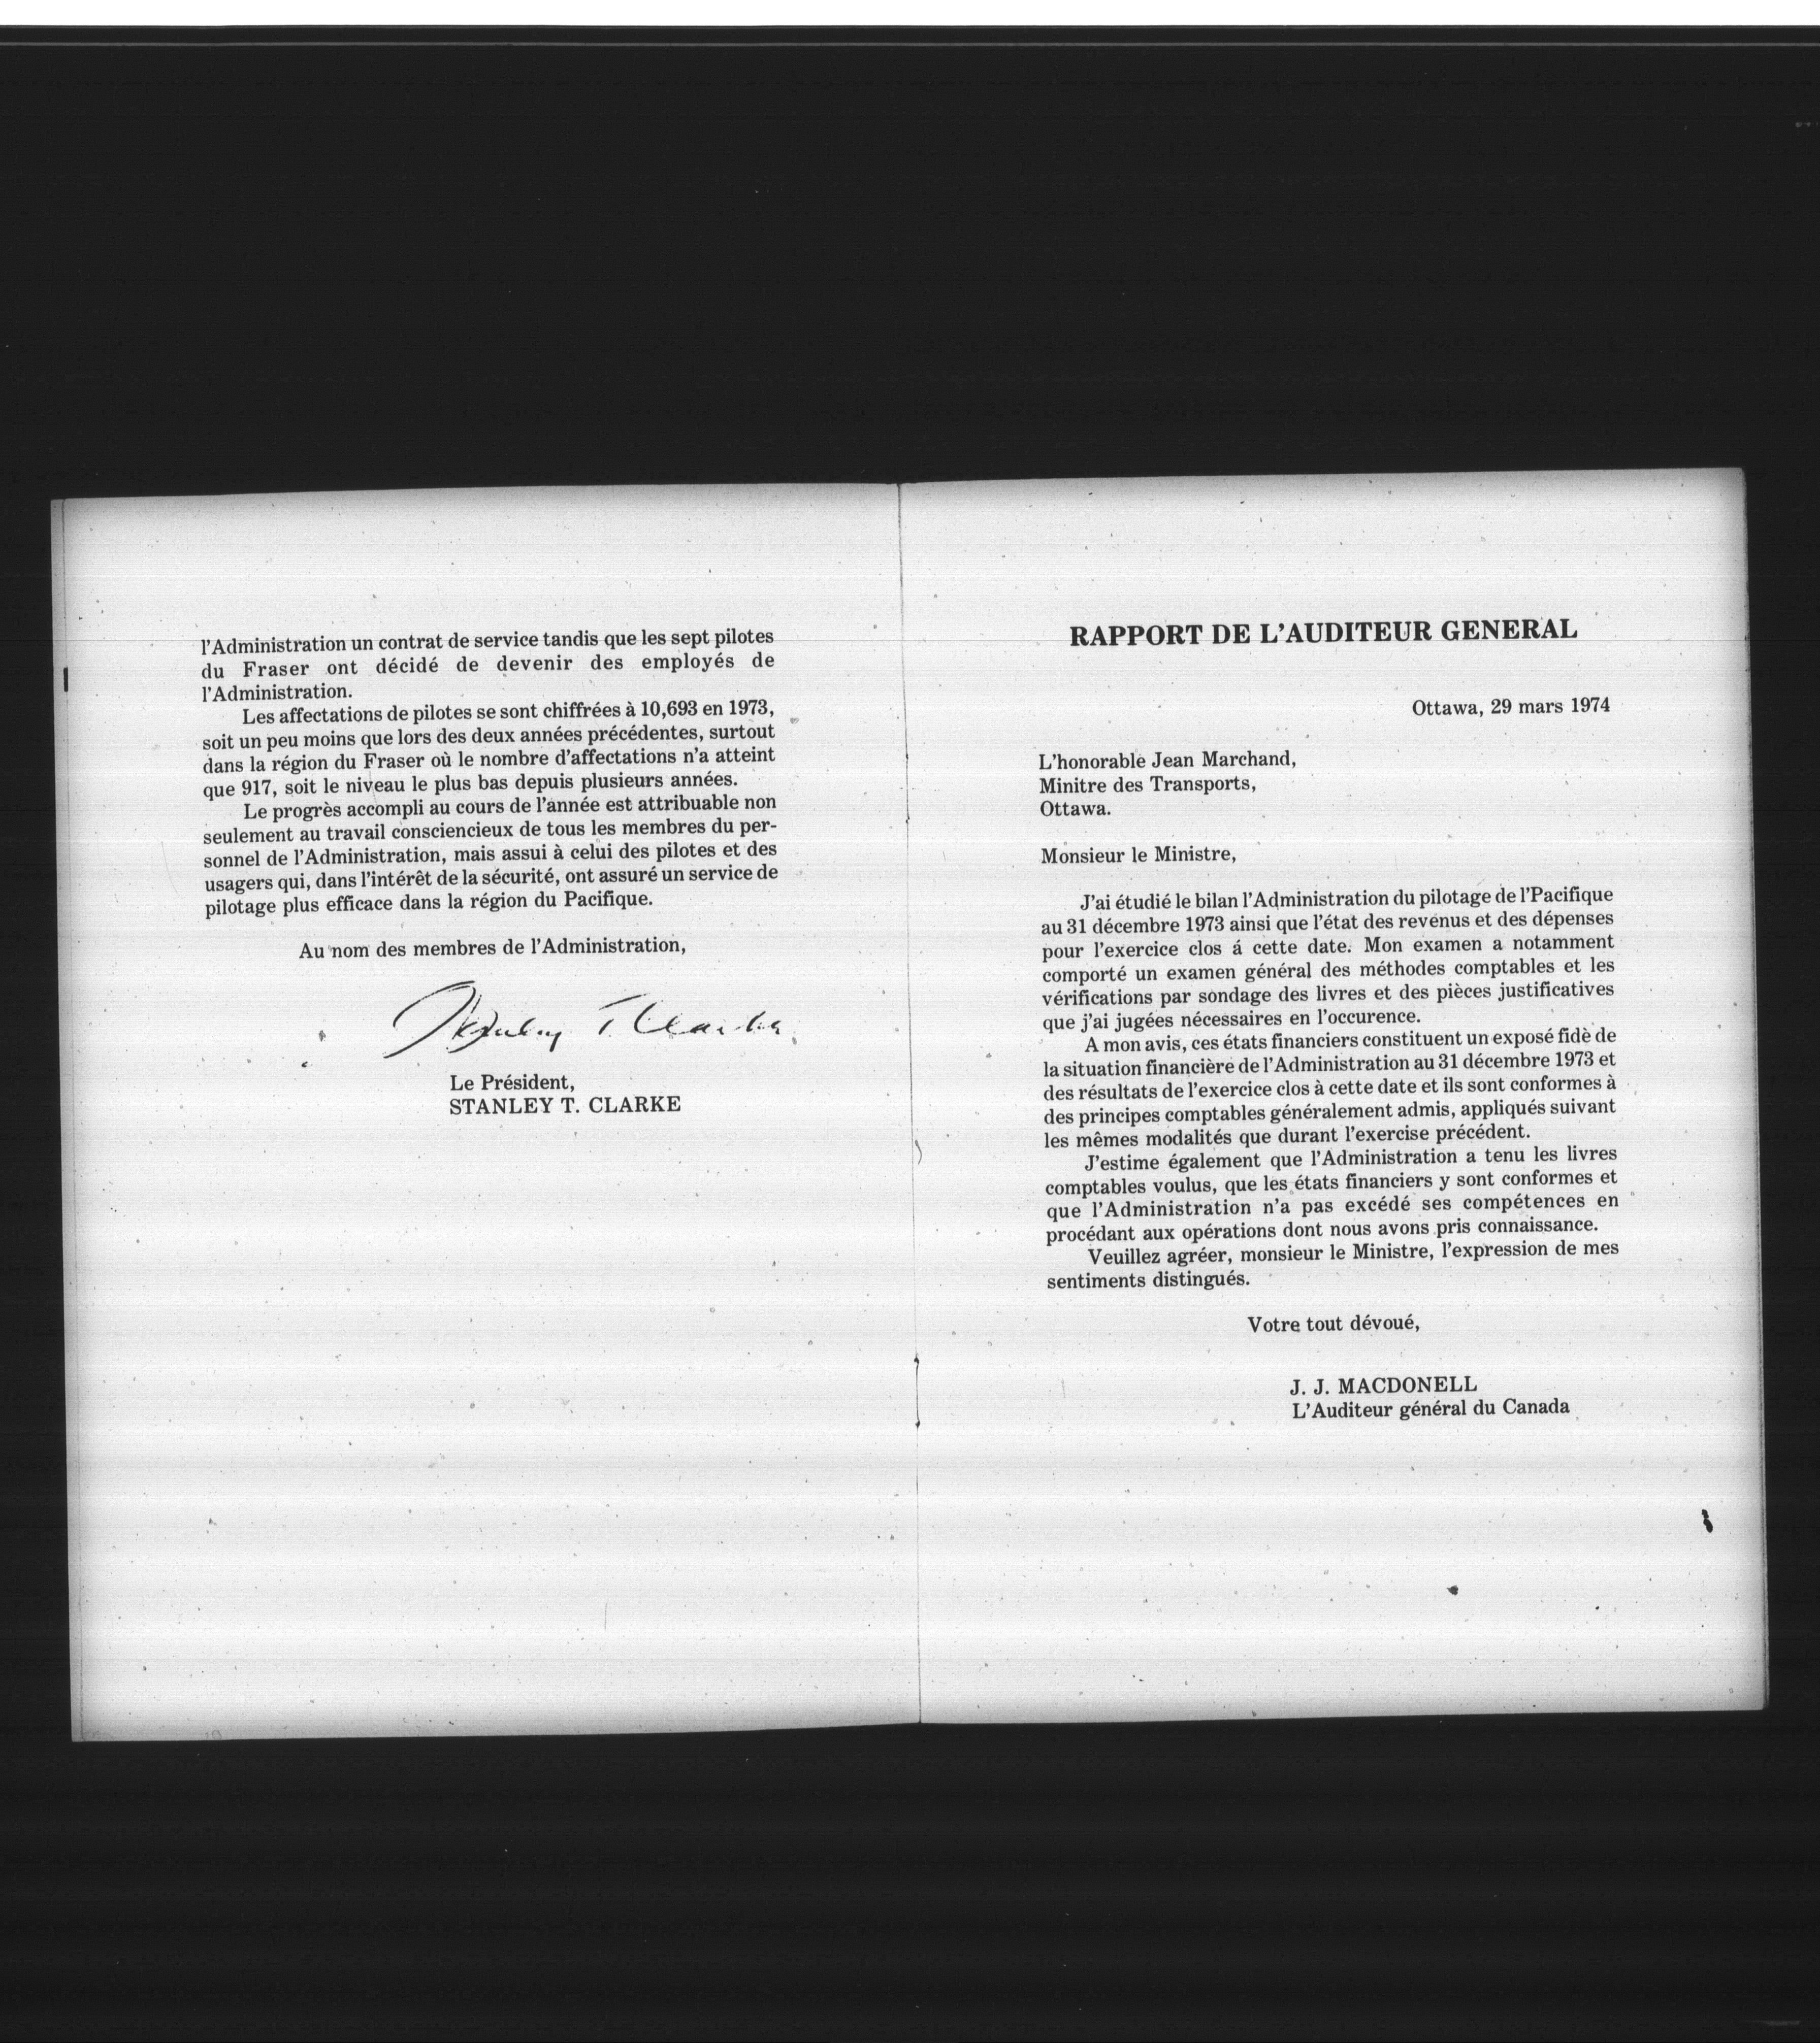 l'Administration un contrat de service tandis que les sept pilotes
du Fraser ont décidé de devenir des employés de
l'Administration.
Les affectations de pilotes se sont chiffrées à 10,693 en 1973,
soit un peu moins que lors des deux années précédentes, surtout
dans la région du Fraser où le nombre d'affectations n'a atteint
que 917, soit le niveau le plus bas depuis plusieurs années.
Le progrès accompli au cours de l'année est attribuable non
seulement au travail consciencieux de tous les membres du per-
sonnel de l'Administration, mais assui à celui des pilotes et des
usagers qui, dans l'intérêt de la sécurité, ont assuré un service de
pilotage plus efficace dans la région du Pacifique.
Au nom des membres de l'Administration,
Stanley T. Clarke
Le Président,
STANLEY T. CLARKE
RAPPORT DE L'AUDITEUR GENERAL
Ottawa, 29 mars 1974
L'honorable Jean Marchand,
Minitre des Transports,
Ottawa.
Monsieur le Ministre,
J'ai étudié le bilan l'Administration du pilotage de l'Pacifique
au 31 décembre 1973 ainsi que l'état des revenus et des dépenses
pour l'exercice clos á cette date. Mon examen a notamment
comporté un examen général des méthodes comptables et les
vérifications par sondage des livres et des pièces justificatives
que j'ai jugées nécessaires en l'occurence.
A mon avis, ces états financiers constituent un exposé fidè de
la situation financière de l'Administration au 31 décembre 1973 et
des résultats de l'exercice clos à cette date et ils sont conformes à
des principes comptables généralement admis, appliqués suivant
les mêmes modalités que durant l'exercise précédent.
J'estime également que l'Administration a tenu les livres
comptables voulus, que les états financiers y sont conformes et
que l'Administration n'a pas excédé ses compétences en
procédant aux opérations dont nous avons pris connaissance.
Veuillez agréer, monsieur le Ministre, l'expression de mes
sentiments distingués.
Votre tout dévoué,
J. J. MACDONELL
L'Auditeur général du Canada